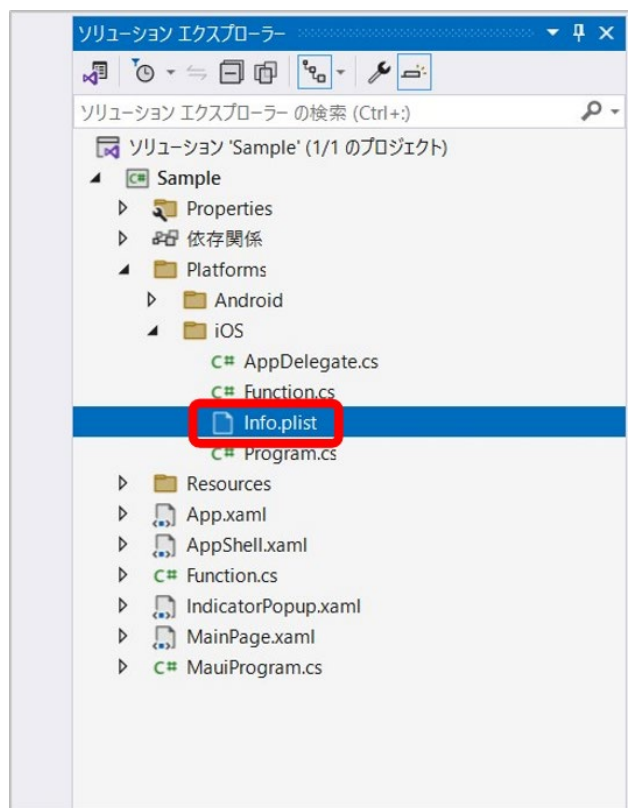 ソリューション エクスプローラー
ソリューション エクスプローラー の検索 (Ctrl+:)
ソリューション 'Sample' (1/1 のプロジェクト)
C# Sample
Properties
依存関係
Platforms
Android
iOS
C# AppDelegate.cs
C# Function.cs
Info.plist
C# Program.cs
Resources
App.xaml
AppShell.xaml
C# Function.cs
IndicatorPopup.xaml
MainPage.xaml
C# MauiProgram.cs